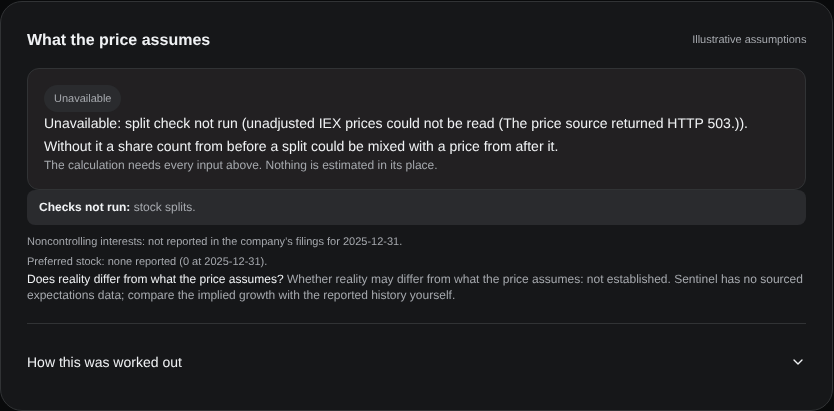 What the price assumes
Illustrative assumptions
Unavailable
Unavailable: split check not run (unadjusted IEX prices could not be read (The price source returned HTTP 503.)).
Without it a share count from before a split could be mixed with a price from after it.
The calculation needs every input above. Nothing is estimated in its place.
Checks not run: stock splits.
Noncontrolling interests: not reported in the company's filings for 2025-12-31.
Preferred stock: none reported (0 at 2025-12-31).
Does reality differ from what the price assumes? Whether reality may differ from what the price assumes: not established. Sentinel has no sourced
expectations data; compare the implied growth with the reported history yourself.
How this was worked out